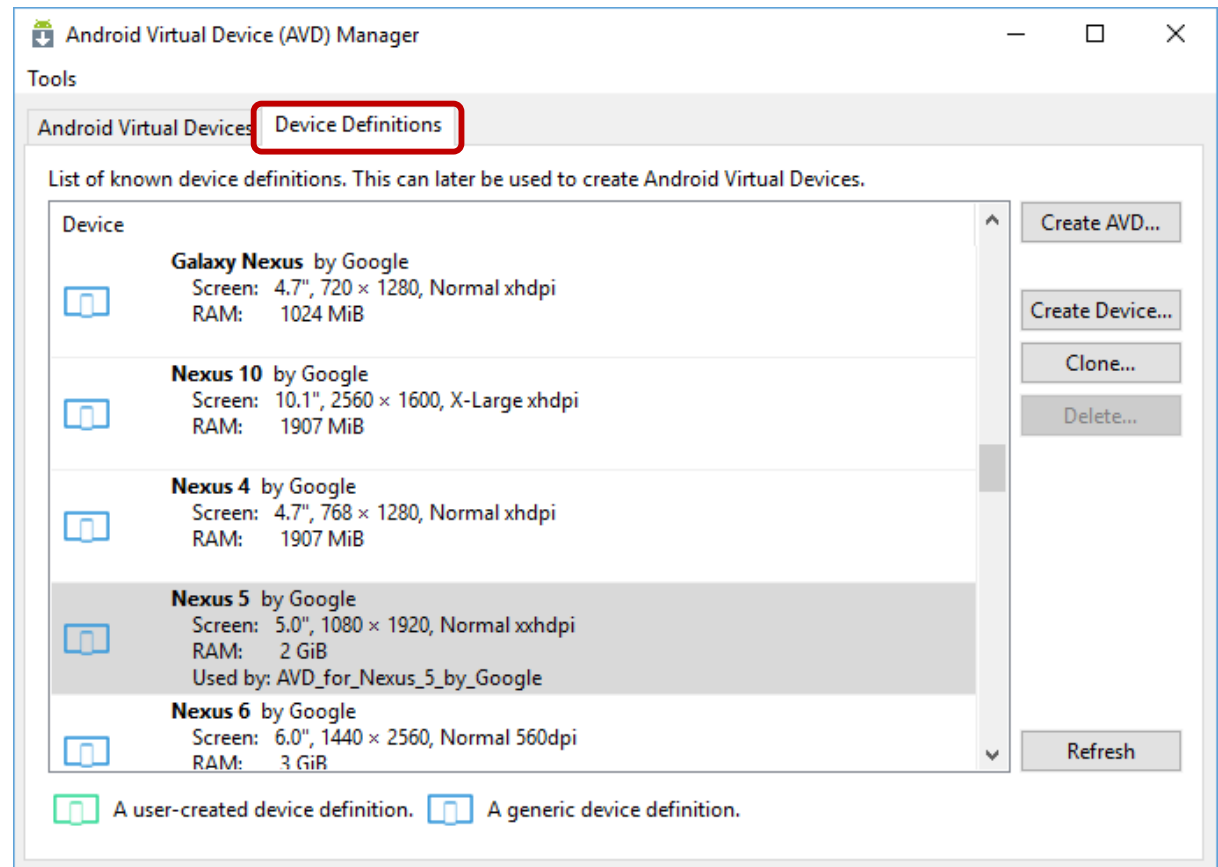 Android Virtual Device (AVD) Manager
Tools
Android Virtual Devices
Device Definitions
List of known device definitions. This can later be used to create Android Virtual Devices.
Device
Create AVD...
Galaxy Nexus by Google
Screen: 4.7", 720 × 1280, Normal xhdpi
RAM: 1024 MiB
Create Device...
Clone...
Delete...
Nexus 10 by Google
Screen: 10.1", 2560 × 1600, X-Large xhdpi
RAM: 1907 MiB
Nexus 4 by Google
Screen: 4.7", 768 × 1280, Normal xhdpi
RAM: 1907 MiB
Nexus 5 by Google
Screen: 5.0", 1080 × 1920, Normal xxhdpi
RAM: 2 GiB
Used by: AVD_for_Nexus_5_by_Google
Nexus 6 by Google
Screen: 6.0", 1440 × 2560, Normal 560dpi
RAM: 3 GiB
Refresh
A user-created device definition.
A generic device definition.